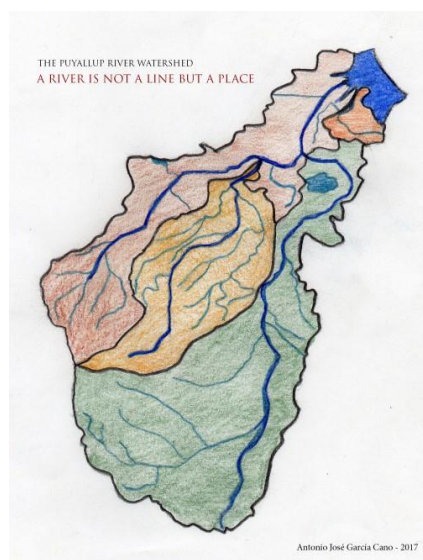 THE PUYALLUP RIVER WATERSHED
A RIVER IS NOT A LINE BUT A PLACE
Antonio José García Cano - 2017